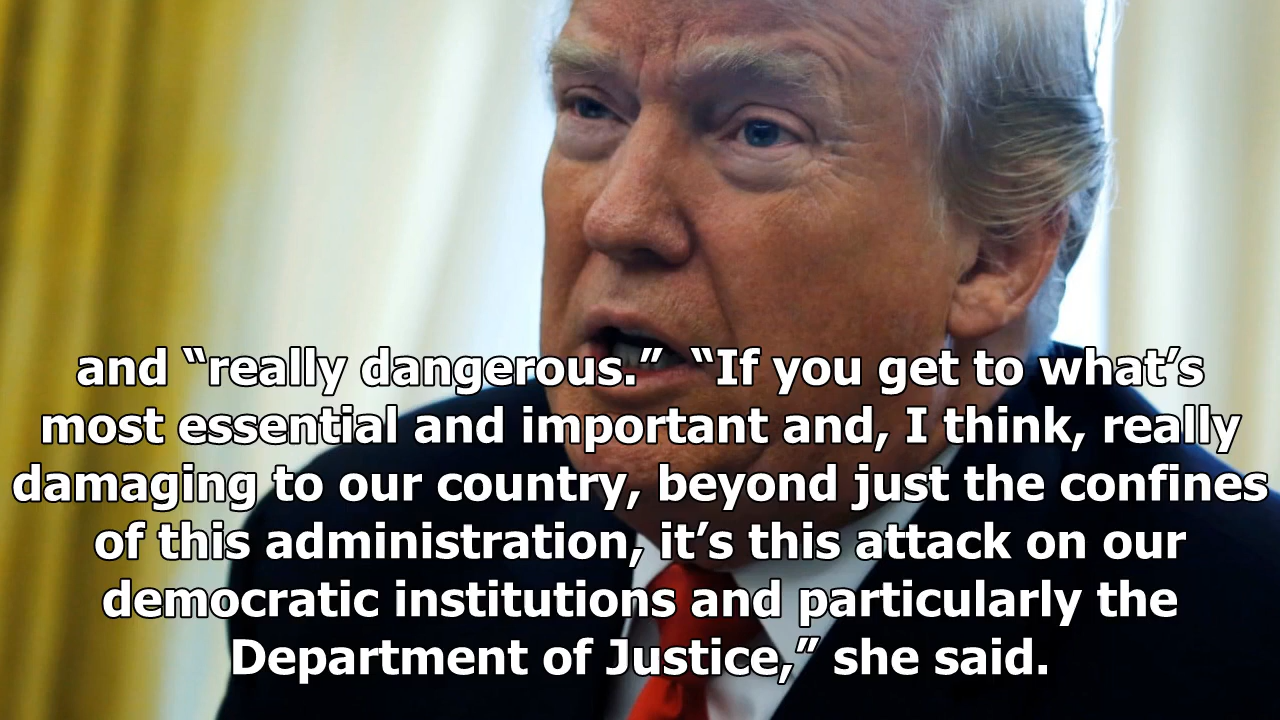 and “really dangerous.”  “If you get to what’s
most essential and important and, I think, really
damaging to our country, beyond just the confines
of this administration, it’s this attack on our
democratic institutions and particularly the
Department of Justice,” she said.